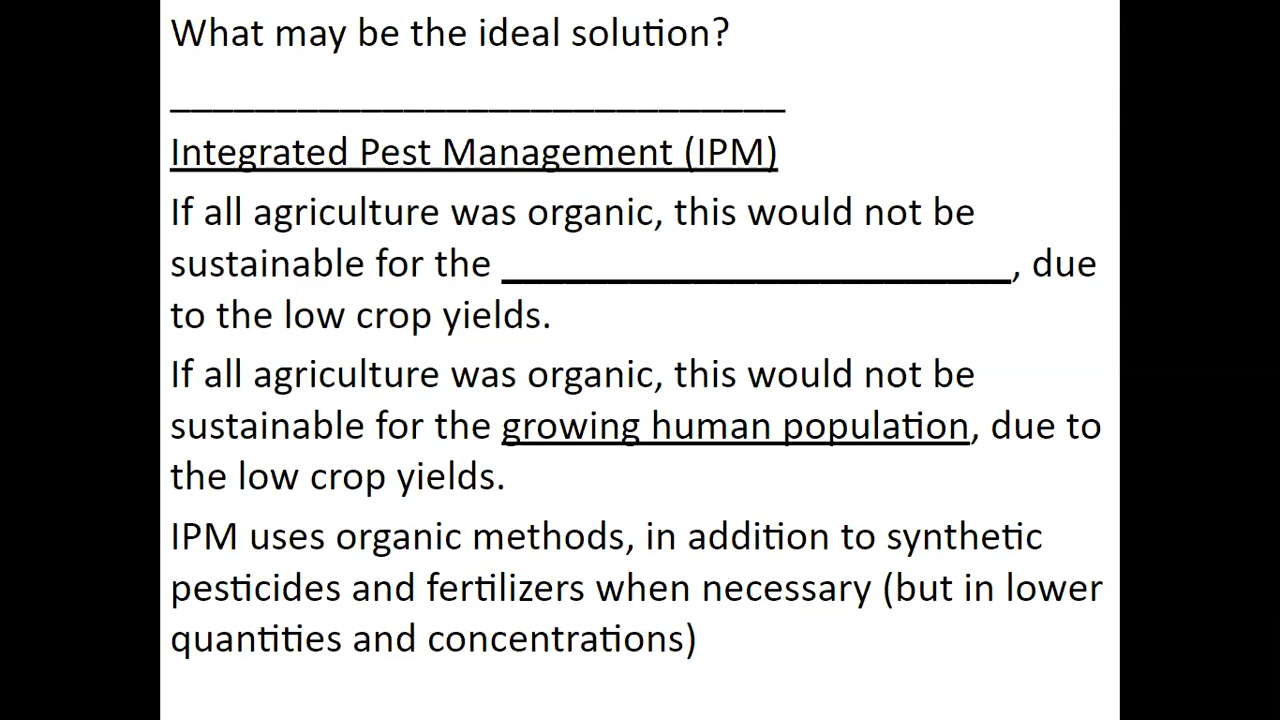 What may be the ideal solution?
______________________________
Integrated Pest Management (IPM)
If all agriculture was organic, this would not be
sustainable for the _________________________, due
to the low crop yields.
If all agriculture was organic, this would not be
sustainable for the growing human population, due to
the low crop yields.
IPM uses organic methods, in addition to synthetic
pesticides and fertilizers when necessary (but in lower
quantities and concentrations)